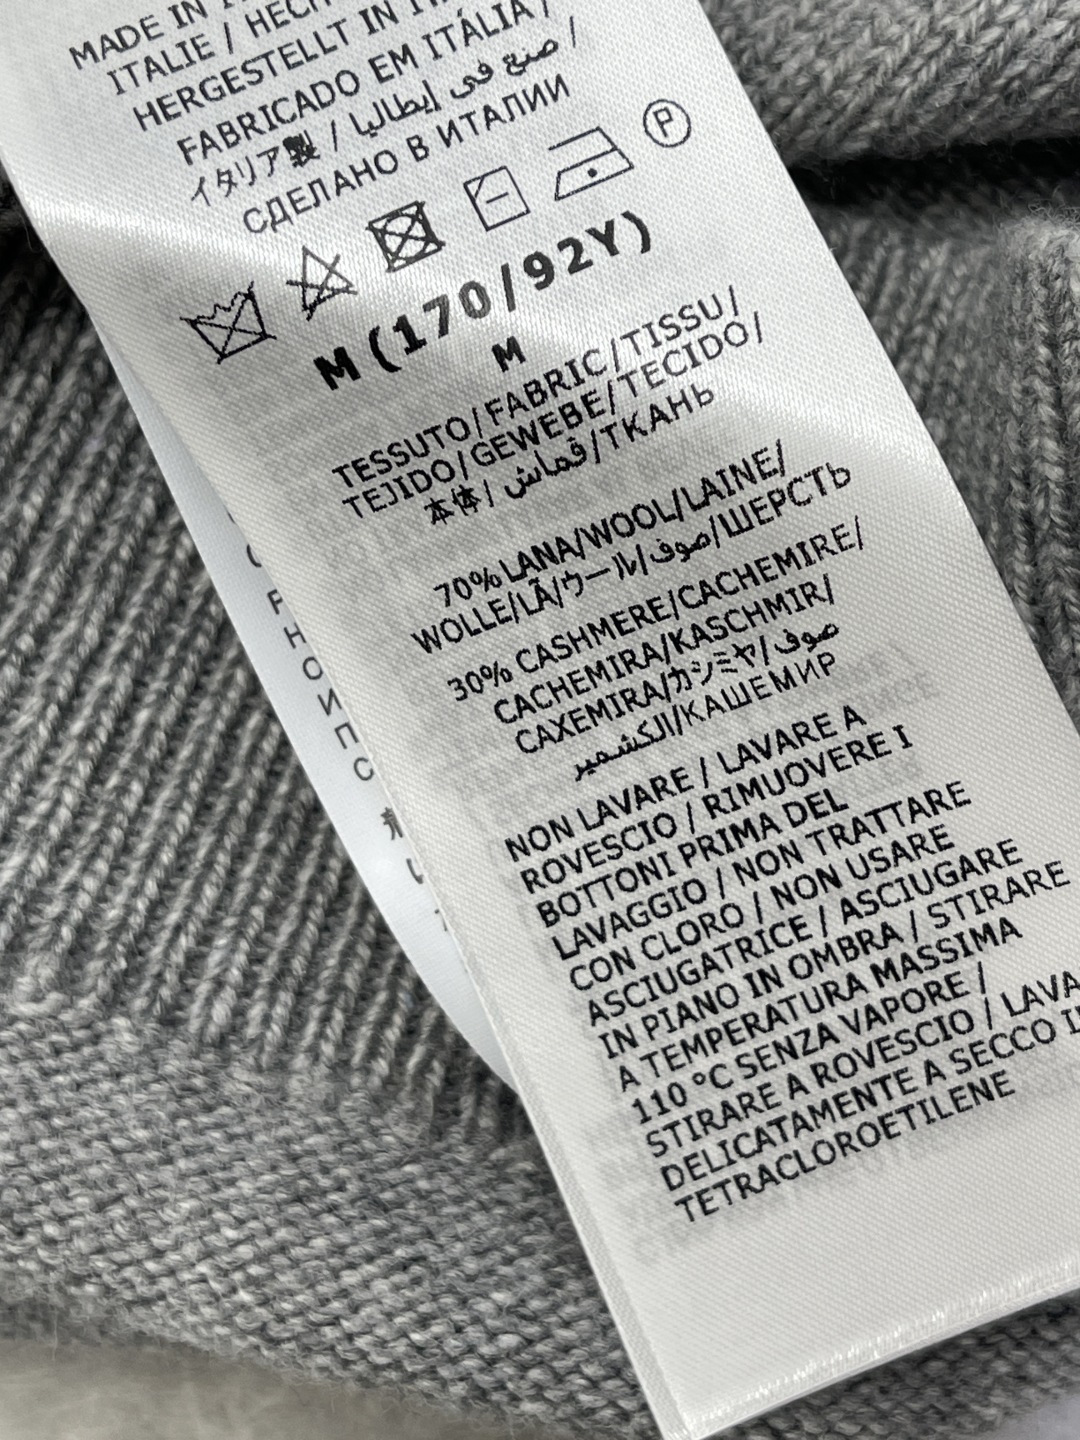 MADE IN
ITALIE / HECH
HERGESTELLT IN
FABRICADO EM ITÁLIA /
イタリア製 / صنع في إيطاليا /
СДЕЛАНО В ИТАЛИИ
P
M (170/92Y)
M
TESSUTO/FABRIC/TISSU/
TEJIDO/GEWEBE/TECIDO/
本体/ قماش/ТКАНЬ
70%LANA/WOOL/LAINE/
WOLLE/LÃ/ウール/صوف/ШЕРСТЬ
30% CASHMERE/CACHEMIRE/
CACHEMIRA/KASCHMIR/
CAXEMIRA/カシミヤ/صوف
الكشمير/КАШЕМИР
NON LAVARE / LAVARE A
ROVESCIO / RIMUOVERE I
BOTTONI PRIMA DEL
LAVAGGIO / NON TRATTARE
CON CLORO / NON USARE
ASCIUGATRICE / ASCIUGARE
IN PIANO IN OMBRA / STIRARE
A TEMPERATURA MASSIMA
110 °C SENZA VAPORE /
STIRARE A ROVESCIO / LAVA
DELICATAMENTE A SECCO I
TETRACLOROETILENE